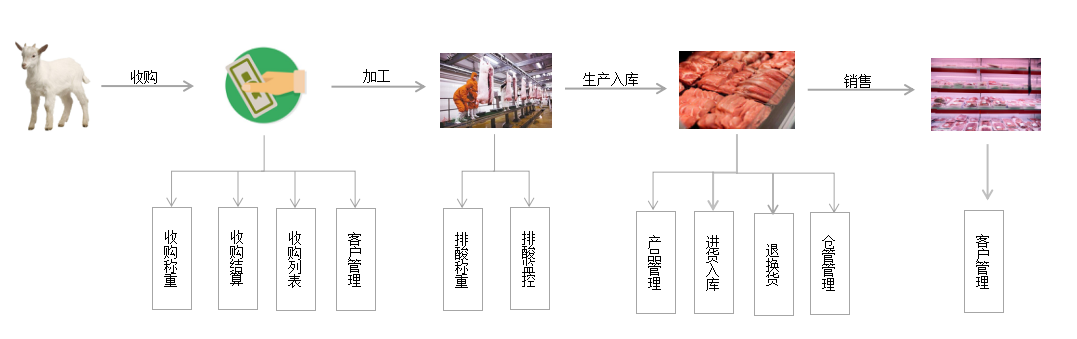 收购
加工
生产入库
销售
收购称重
收购结算
收购列表
客户管理
排酸称重
排酸监控
产品管理
进货入库
退换货
仓管管理
客户管理